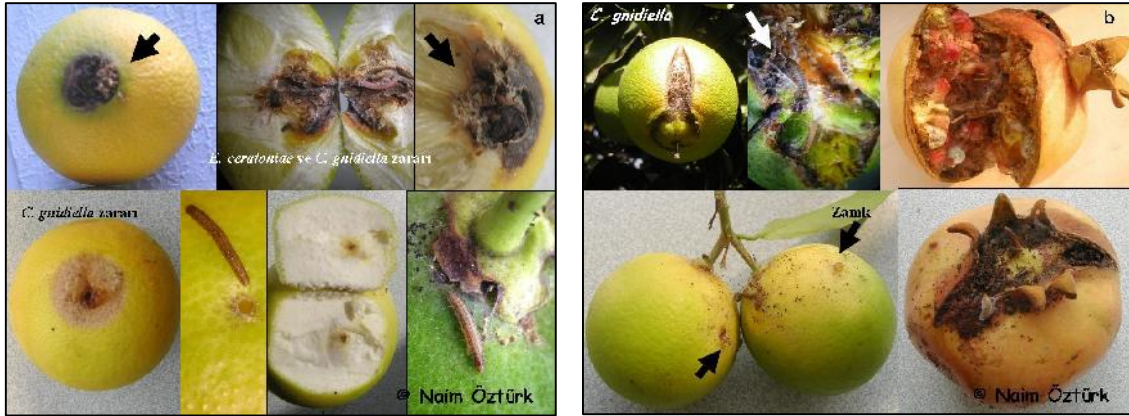 a
E. ceratoniae ve C. gnidiella zararı
C. gnidiella zararı
© Naim Öztürk
C. gnidiella
b
Zamk
© Naim Öztürk